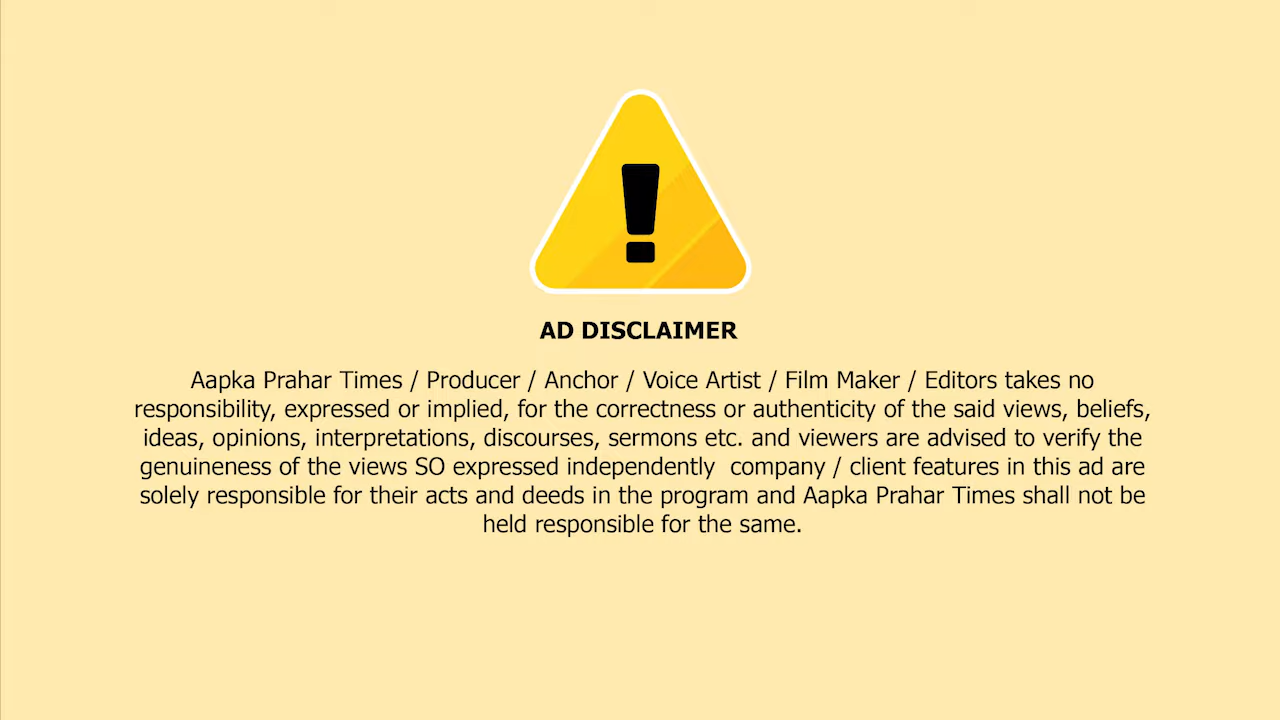 AD DISCLAIMER
Aapka Prahar Times / Producer / Anchor / Voice Artist / Film Maker / Editors takes no
responsibility, expressed or implied, for the correctness or authenticity of the said views, beliefs,
ideas, opinions, interpretations, discourses, sermons etc. and viewers are advised to verify the
genuineness of the views SO expressed independently  company / client features in this ad are
solely responsible for their acts and deeds in the program and Aapka Prahar Times shall not be
held responsible for the same.